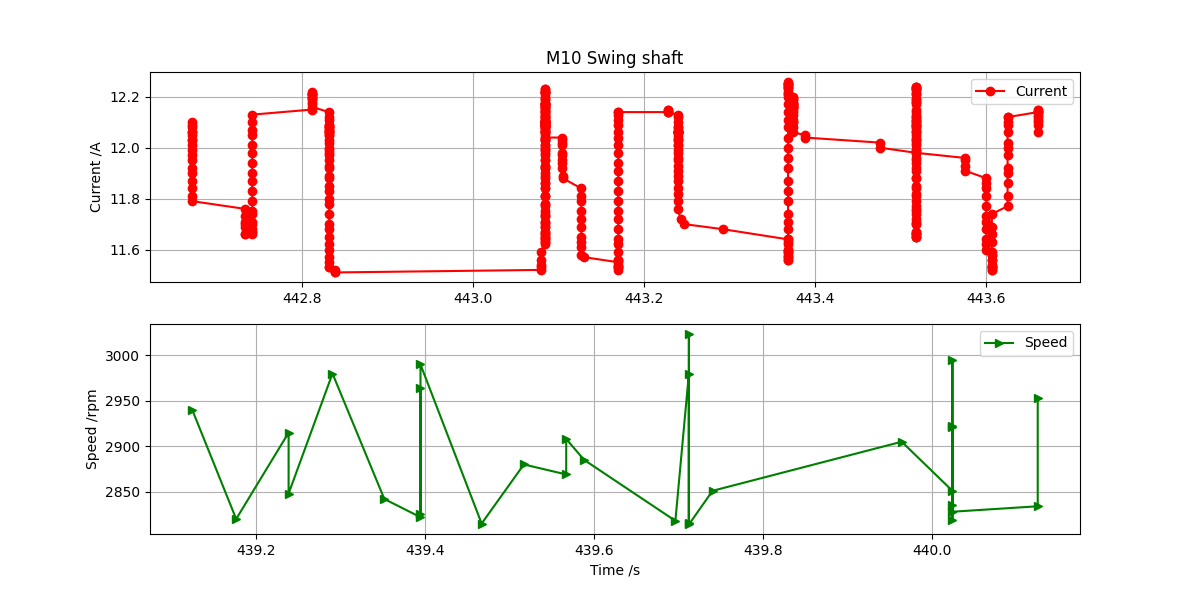 M10 Swing shaft
Current /A
12.2
12.0
11.8
11.6
Current
442.8 443.0 443.2 443.4 443.6
Speed /rpm
3000
2950
2900
2850
Speed
439.2 439.4 439.6 439.8 440.0
Time /s